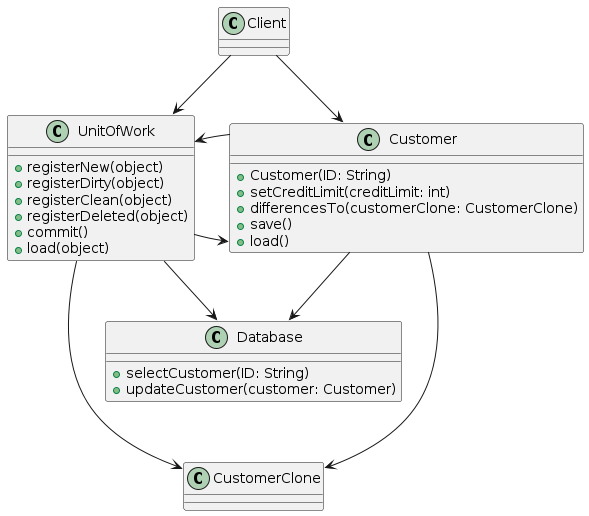 C Client
C UnitOfWork
registerNew(object)
registerDirty(object)
registerClean(object)
registerDeleted(object)
commit()
load(object)
C Customer
Customer(ID: String)
setCreditLimit(creditLimit: int)
differencesTo(customerClone: CustomerClone)
save()
load()
C Database
selectCustomer(ID: String)
updateCustomer(customer: Customer)
C CustomerClone